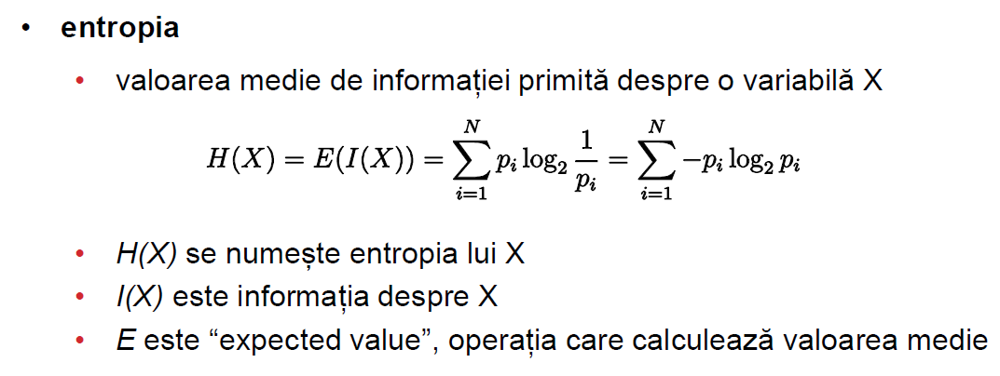 • entropia
• valoarea medie de informației primită despre o variabilă X
H(X) = E(I(X)) = \sum_{i=1}^{N} p_i \log_2 \frac{1}{p_i} = \sum_{i=1}^{N} -p_i \log_2 p_i
• H(X) se numește entropia lui X
• I(X) este informația despre X
• E este “expected value”, operația care calculează valoarea medie